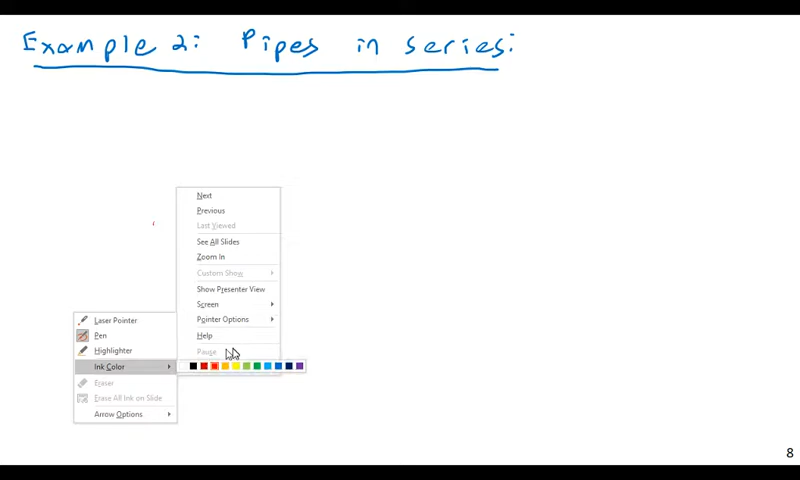 Example 2: Pipes in series:
Next
Previous
Last Viewed
See All Slides
Zoom In
Custom Show
Show Presenter View
Screen
Pointer Options
Help
Pause
Laser Pointer
Pen
Highlighter
Ink Color
Eraser
Erase All Ink on Slide
Arrow Options
8